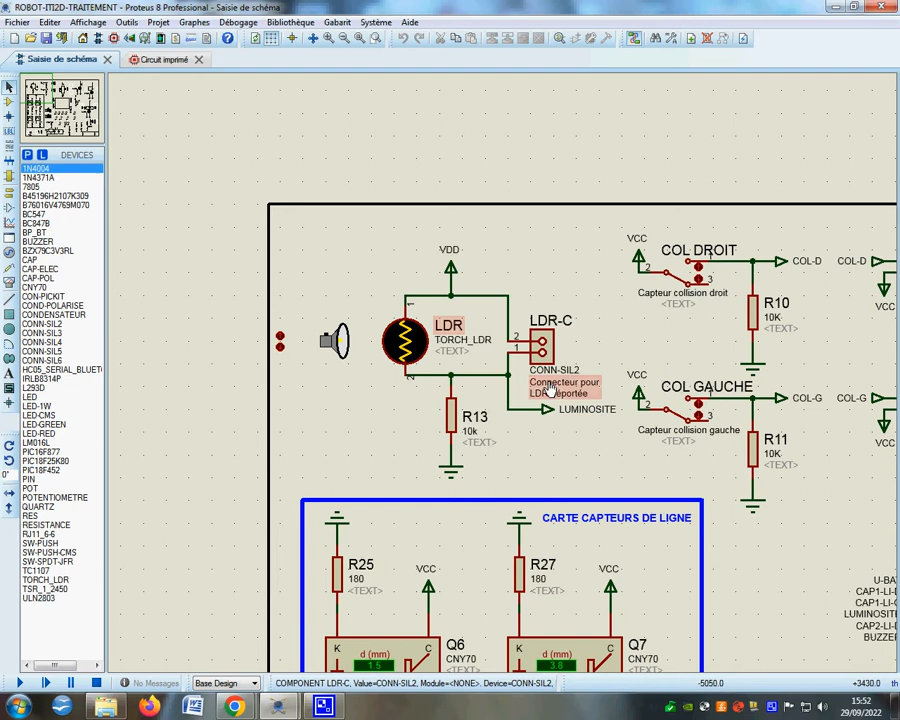 ROBOT-ITI2D-TRAITEMENT - Proteus 8 Professional - Saisie de schéma
Fichier Editer Affichage Outils Projet Graphes Débogage Bibliothèque Gabarit Système Aide
Saisie de schéma
Circuit imprimé
P L DEVICES
1N4004
1N4371A
7805
B45196H2107K309
B76016V4769M070
BC547
BC847B
BP_BT
BUZZER
BZX79C3V3RL
CAP
CAP-ELEC
CAP-POL
CNY70
CON-PICKIT
COND-POLARISE
CONDENSATEUR
CONN-SIL2
CONN-SIL3
CONN-SIL4
CONN-SIL5
CONN-SIL6
HC05_SERIAL_BLUET
IRLB8314P
L293D
LED
LED-1W
LED-CMS
LED-GREEN
LED-RED
LM016L
PIC16F877
PIC18F25K80
PIC18F452
PIN
POT
POTENTIOMETRE
QUARTZ
RES
RESISTANCE
RJ11_6-6
SW-PUSH
SW-PUSH-CMS
SW-SPDT-JFR
TC1107
TORCH_LDR
TSR_1_2450
ULN2803
0°
VDD
1
LDR
TORCH_LDR
<TEXT>
2
LDR-C
2
1
CONN-SIL2
Connecteur pour
LDR déportée
LUMINOSITE
R13
10k
<TEXT>
VCC
COL DROIT
2
1
3
Capteur collision droit
<TEXT>
COL-D
COL-D
R10
10K
<TEXT>
VCC
COL GAUCHE
2
1
3
Capteur collision gauche
<TEXT>
COL-G
COL-G
R11
10K
<TEXT>
VCC
VCC
CARTE CAPTEURS DE LIGNE
R25
180
<TEXT>
VCC
R27
180
<TEXT>
VCC
K
d (mm)
1.5
C
Q6
CNY70
K
d (mm)
3.8
C
Q7
CNY70
U-BA
CAP1-LI-D
CAP1-LI-
LUMINOSIT
CAP2-LI-D
BUZZE
No Messages
Base Design
COMPONENT LDR-C, Value=CONN-SIL2, Module=<NONE>. Device=CONN-SIL2,
-5050.0
+3430.0
th
W
15:52
29/09/2022